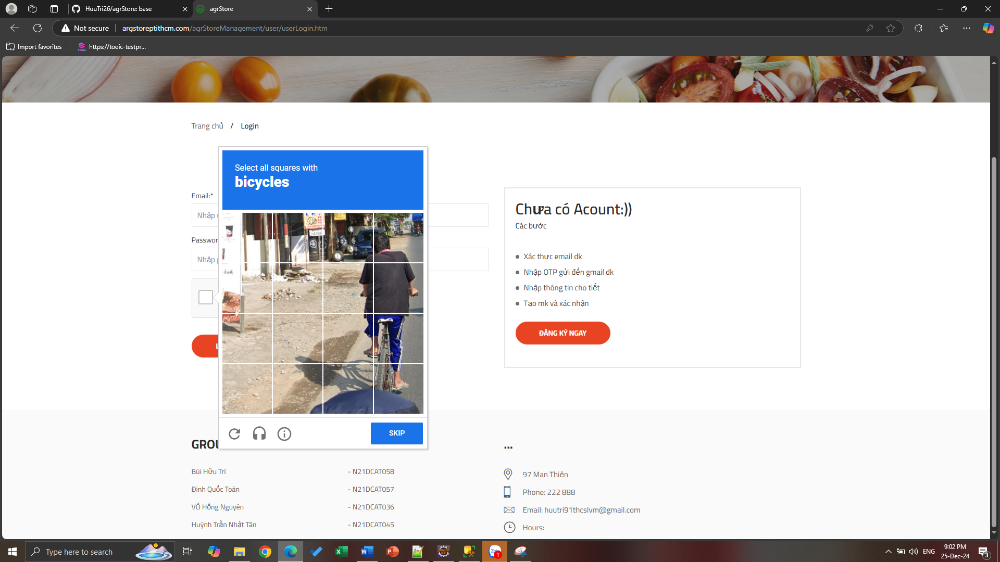 HuuTri26/agrStore: base
agrStore
Not secure
argstoreptithcm.com/agrStoreManagement/user/userLogin.htm
Import favorites
https://toeic-testpr...
Trang chủ / Login
Select all squares with
bicycles
Email:*
Nhập
Passwor
Nhập
SKIP
Chưa có Acount:))
Các bước
Xác thực email dk
Nhập OTP gửi đến gmail dk
Nhập thông tin cho tiết
Tạo mk và xác nhận
ĐĂNG KÝ NGAY
GROU
Bùi Hữu Trí - N21DCAT058
Đinh Quốc Toàn - N21DCAT057
VÕ Hồng Nguyên - N21DCAT036
Huỳnh Trần Nhật Tân - N21DCAT045
...
97 Man Thiện
Phone: 222 888
Email: huutri91thcslvm@gmail.com
Hours:
Type here to search
ENG
9:02 PM
25-Dec-24
3